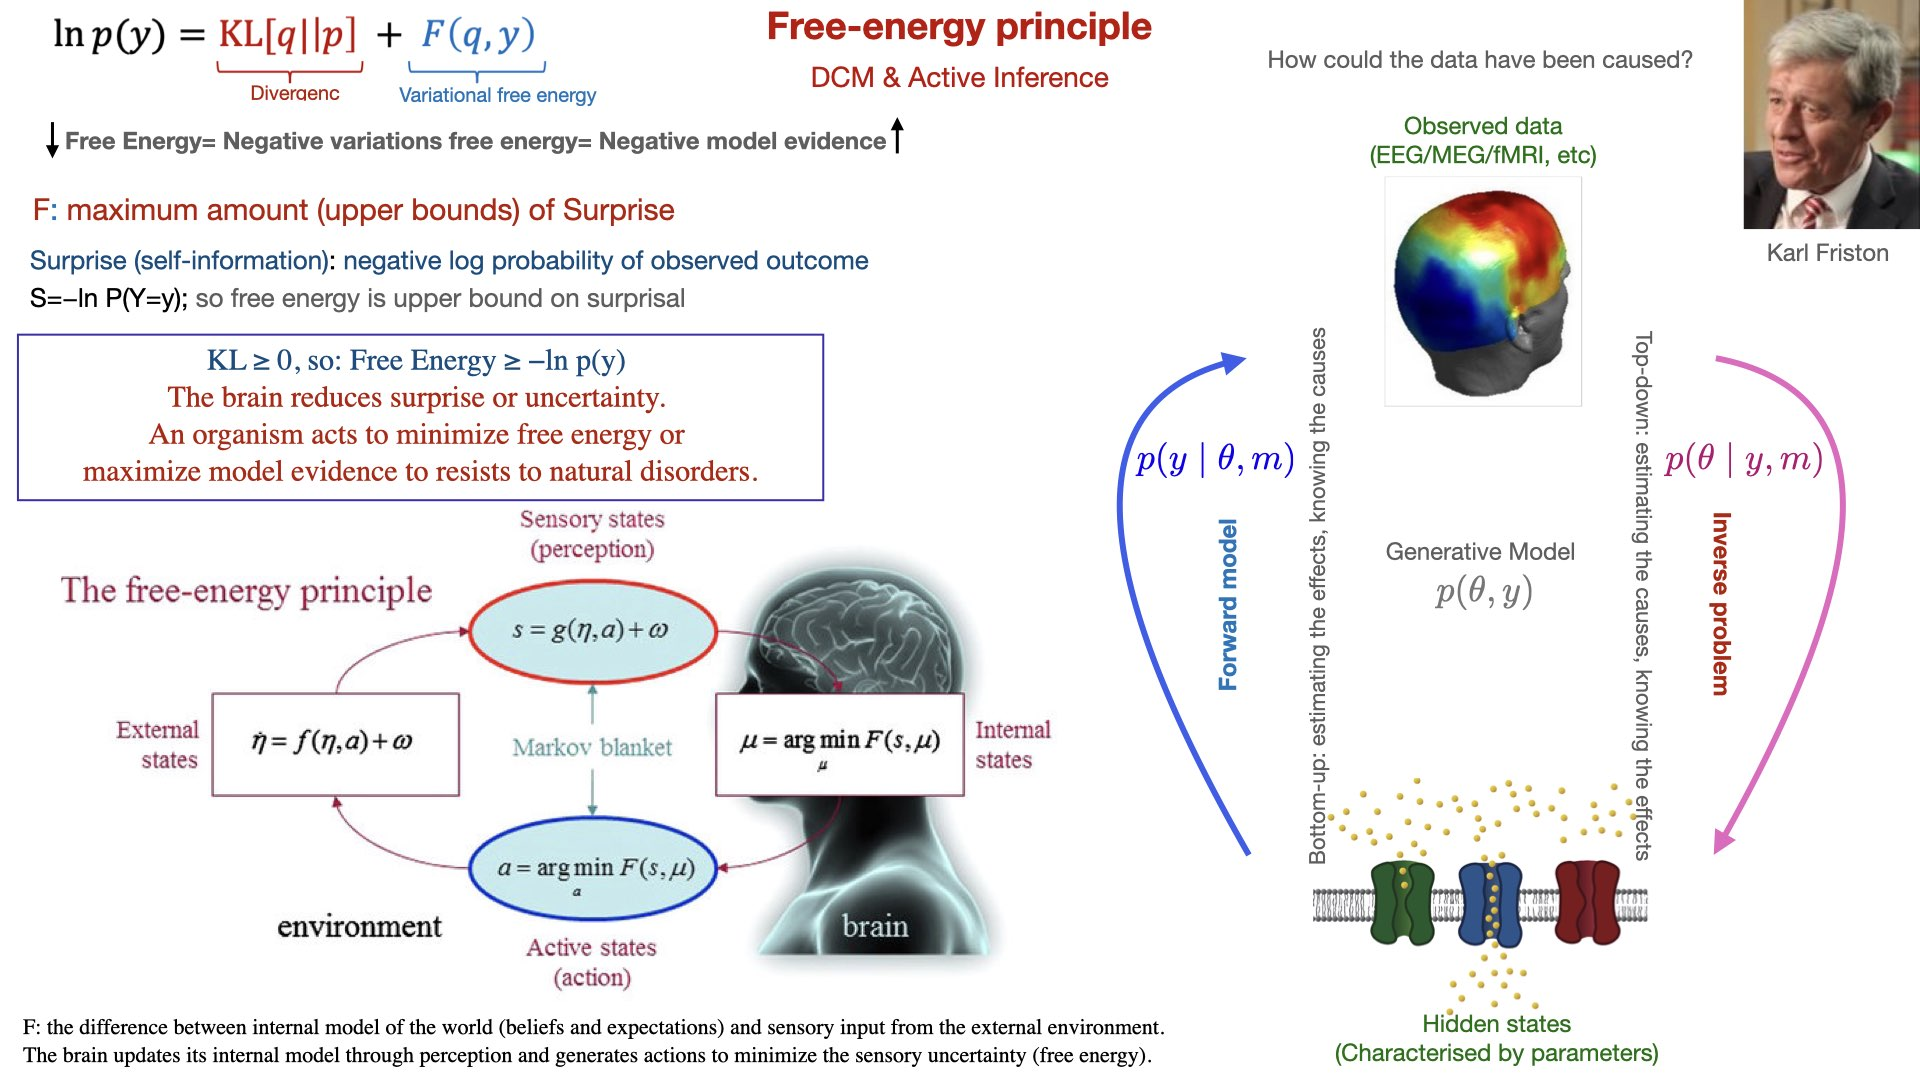 ln p(y) = KL[q||p] + F(q, y)
Divergenc
Variational free energy
Free-energy principle
DCM & Active Inference
↓ Free Energy= Negative variations free energy= Negative model evidence ↑
F: maximum amount (upper bounds) of Surprise
Surprise (self-information): negative log probability of observed outcome
S=−ln P(Y=y); so free energy is upper bound on surprisal
KL ≥ 0, so: Free Energy ≥ −ln p(y)
The brain reduces surprise or uncertainty.
An organism acts to minimize free energy or
maximize model evidence to resists to natural disorders.
The free-energy principle
Sensory states
(perception)
s = g(η,a) + ω
External
states
η̇ = f(η,a) + ω
Markov blanket
μ = arg min F(s,μ)
μ
Internal
states
a = arg min F(s,μ)
a
Active states
(action)
environment
brain
F: the difference between internal model of the world (beliefs and expectations) and sensory input from the external environment.
The brain updates its internal model through perception and generates actions to minimize the sensory uncertainty (free energy).
How could the data have been caused?
Karl Friston
Observed data
(EEG/MEG/fMRI, etc)
p(y | θ, m)
Forward model
Bottom-up: estimating the effects, knowing the causes
Generative Model
p(θ, y)
Top-down: estimating the causes, knowing the effects
p(θ | y, m)
Inverse problem
Hidden states
(Characterised by parameters)